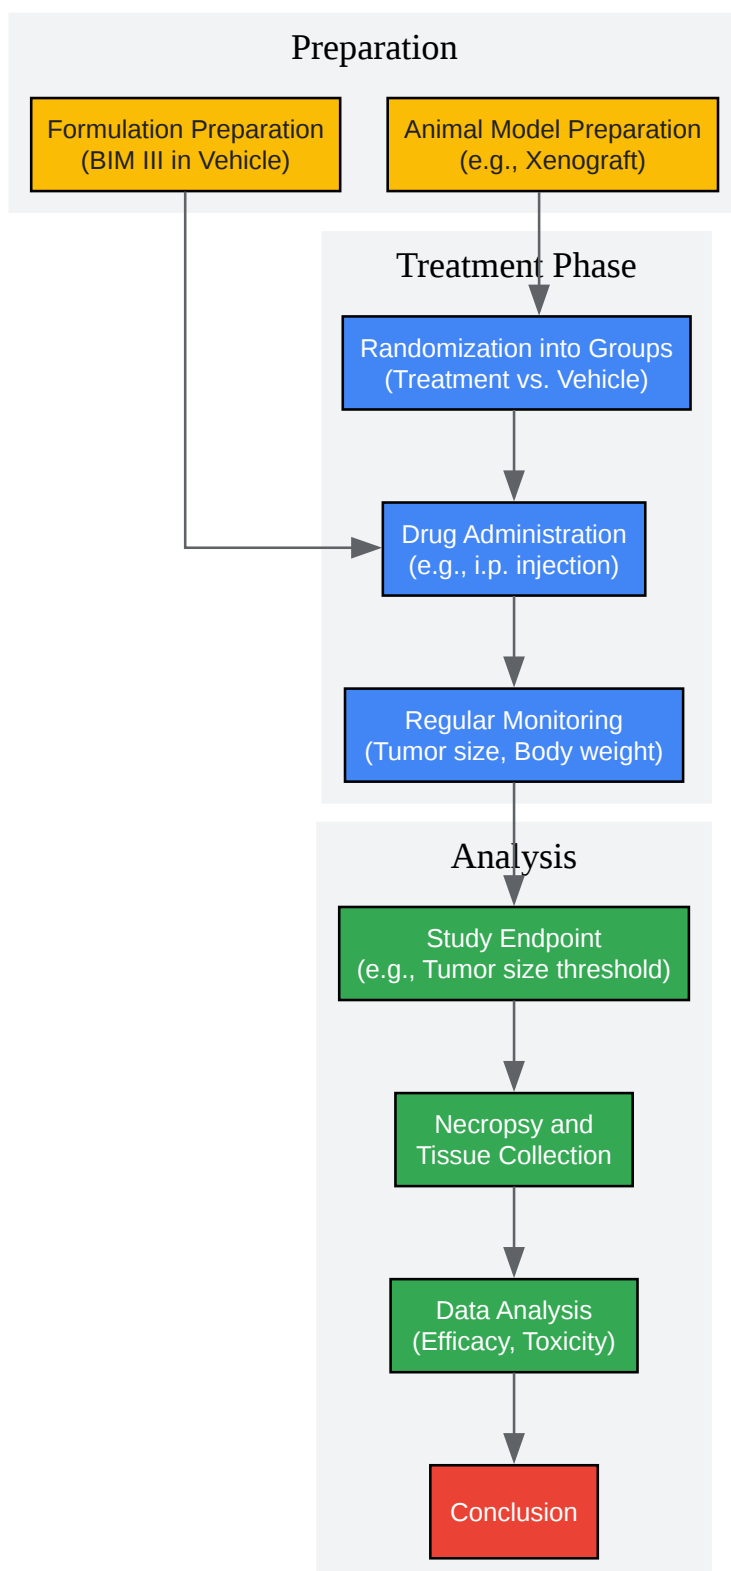 Preparation
Formulation Preparation
(BIM III in Vehicle)
Animal Model Preparation
(e.g., Xenograft)
Treatment Phase
Randomization into Groups
(Treatment vs. Vehicle)
Drug Administration
(e.g., i.p. injection)
Regular Monitoring
(Tumor size, Body weight)
Analysis
Study Endpoint
(e.g., Tumor size threshold)
Necropsy and
Tissue Collection
Data Analysis
(Efficacy, Toxicity)
Conclusion